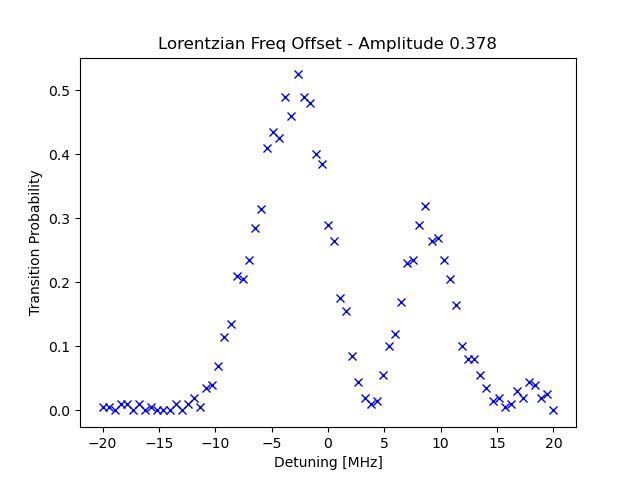 Lorentzian Freq Offset - Amplitude 0.378
0.5
0.4
0.3
0.2
0.1
0.0
Transition Probability
−20 −15 −10 −5 0 5 10 15 20
Detuning [MHz]